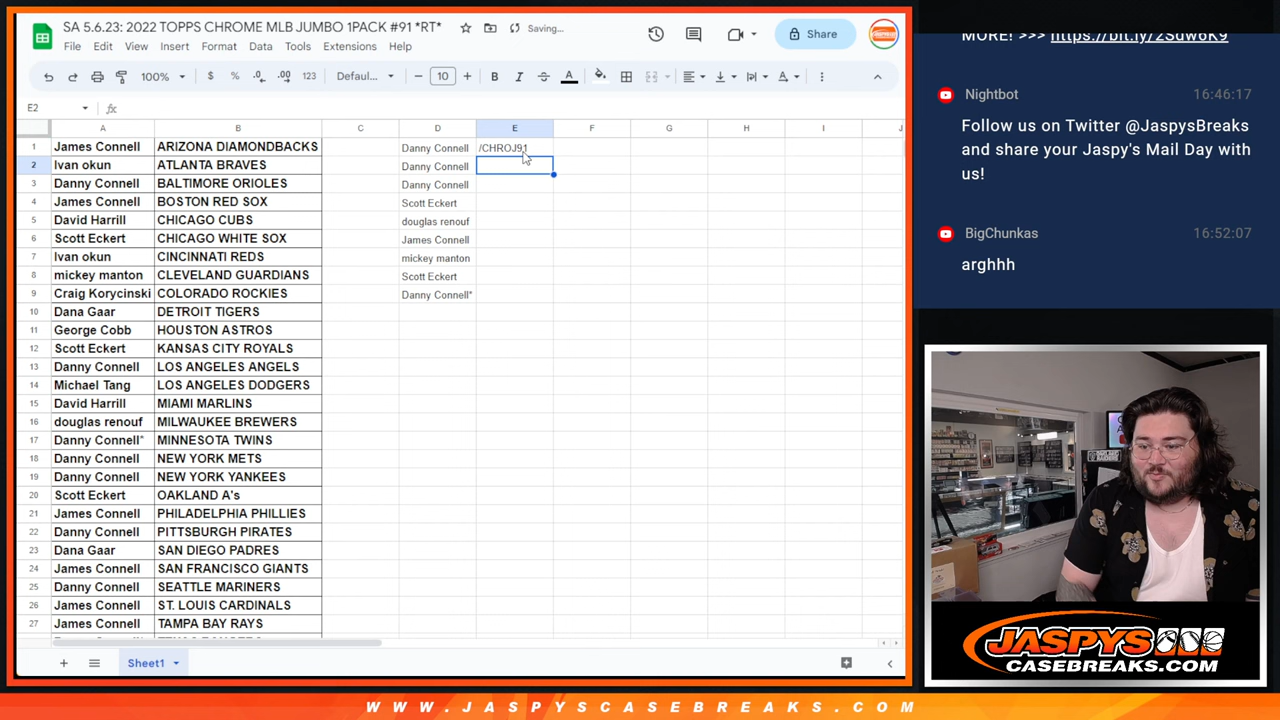 SA 5.6.23: 2022 TOPPS CHROME MLB JUMBO 1PACK #91 *RT*
Saving...
File Edit View Insert Format Data Tools Extensions Help
Share
100% $ % .0 .00 123 Defaul... 10 B I A A
E2 fx
A B C D E F G H I J
1 James Connell ARIZONA DIAMONDBACKS Danny Connell /CHROJ91
2 Ivan okun ATLANTA BRAVES Danny Connell
3 Danny Connell BALTIMORE ORIOLES Danny Connell
4 James Connell BOSTON RED SOX Scott Eckert
5 David Harrill CHICAGO CUBS douglas renouf
6 Scott Eckert CHICAGO WHITE SOX James Connell
7 Ivan okun CINCINNATI REDS mickey manton
8 mickey manton CLEVELAND GUARDIANS Scott Eckert
9 Craig Korycinski COLORADO ROCKIES Danny Connell*
10 Dana Gaar DETROIT TIGERS
11 George Cobb HOUSTON ASTROS
12 Scott Eckert KANSAS CITY ROYALS
13 Danny Connell LOS ANGELES ANGELS
14 Michael Tang LOS ANGELES DODGERS
15 David Harrill MIAMI MARLINS
16 douglas renouf MILWAUKEE BREWERS
17 Danny Connell* MINNESOTA TWINS
18 Danny Connell NEW YORK METS
19 Danny Connell NEW YORK YANKEES
20 Scott Eckert OAKLAND A's
21 James Connell PHILADELPHIA PHILLIES
22 Danny Connell PITTSBURGH PIRATES
23 Dana Gaar SAN DIEGO PADRES
24 James Connell SAN FRANCISCO GIANTS
25 Danny Connell SEATTLE MARINERS
26 James Connell ST. LOUIS CARDINALS
27 James Connell TAMPA BAY RAYS
Sheet1
MORE! >>> https://bit.ly/2Sdw6K9
Nightbot 16:46:17
Follow us on Twitter @JaspysBreaks
and share your Jaspy's Mail Day with
us!
BigChunkas 16:52:07
arghhh
JASPYS
CASEBREAKS.COM
WWW.JASPYSCASEBREAKS.COM